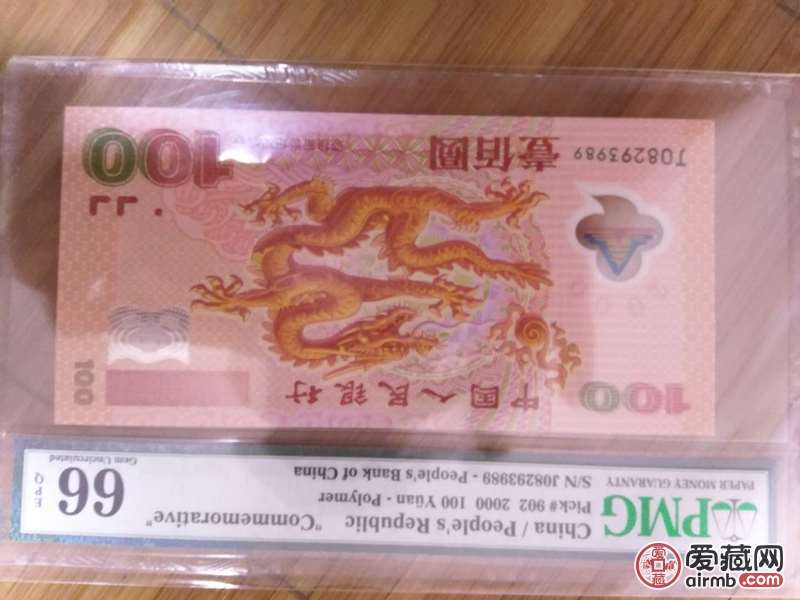 China / People's Republic "Commemorative"
Pick# 902 2000 100 Yüan - Polymer
S/N J08293989 - People's Bank of China
PMG
PAPER MONEY GUARANTY
66
E P Q
Gem Uncirculated
100
中国人民银行
100
J08293989
壹佰圆
100
爱藏网
airmb.com